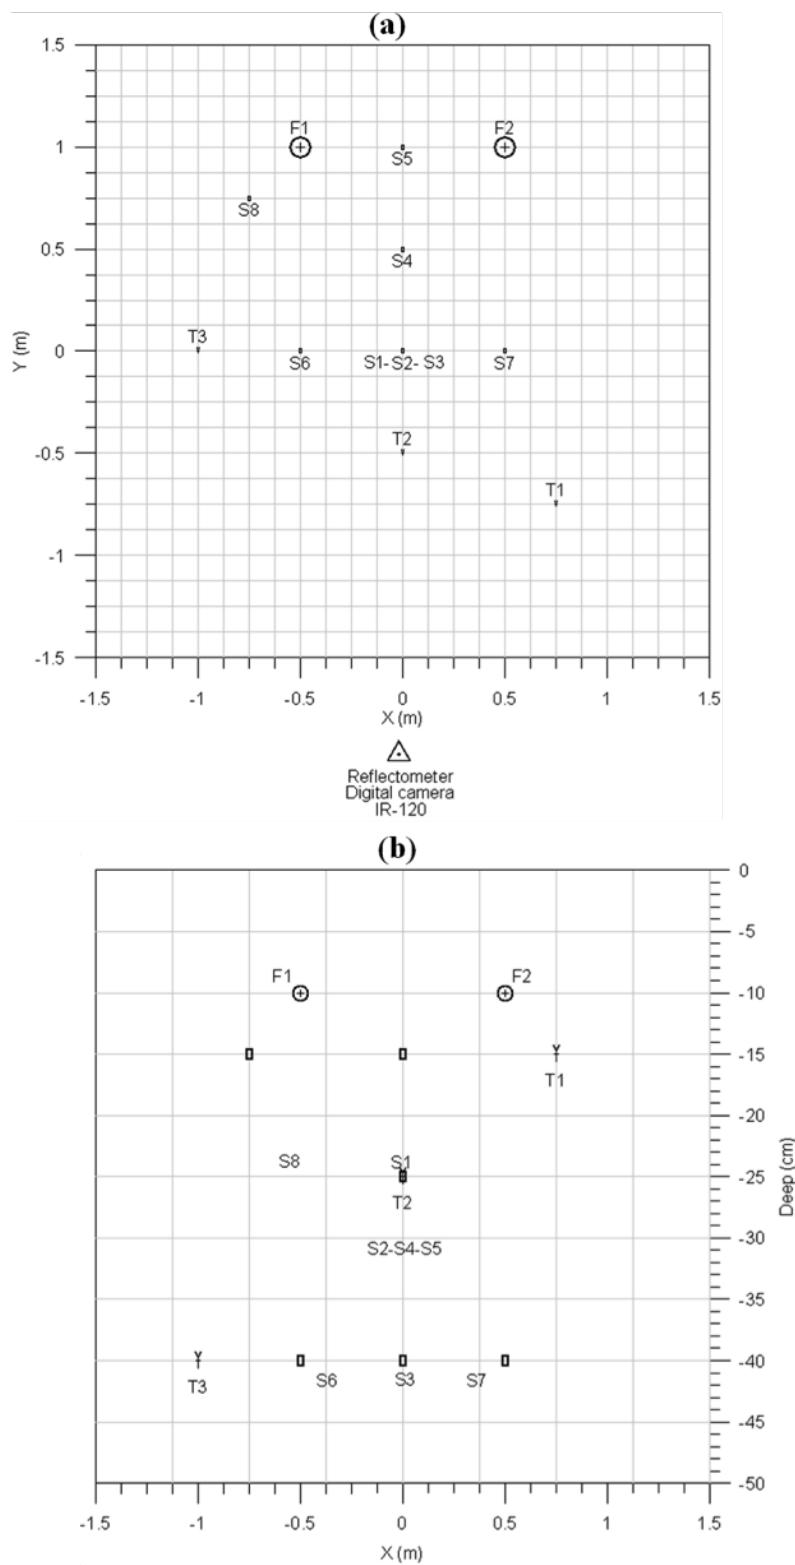 (a)
1.5
F1 F2
1
S5
S8
0.5
S4
T3
0
S6 S1- S2- S3 S7
Y (m)
T2
-0.5
T1
-1
-1.5
-1.5 -1 -0.5 0 0.5 1 1.5
X (m)
Reflectometer
Digital camera
IR-120
(b)
0
-5
F1 F2
-10
-15
T1
-20
S8 S1
-25
T2
Deep (cm)
S2-S4-S5
-30
-35
-40
T3 S6 S3 S7
-45
-50
-1.5 -1 -0.5 0 0.5 1 1.5
X (m)